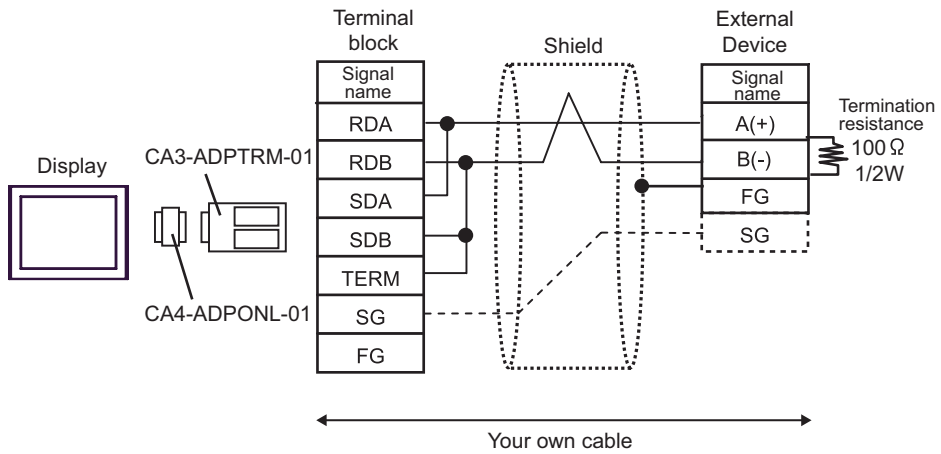 Terminal
block
Shield
External
Device
Signal
name
Signal
name
RDA
A(+)
Termination
resistance
100 Ω
1/2W
RDB
B(-)
Display
CA3-ADPTRM-01
SDA
FG
SDB
SG
TERM
CA4-ADPONL-01
SG
FG
Your own cable